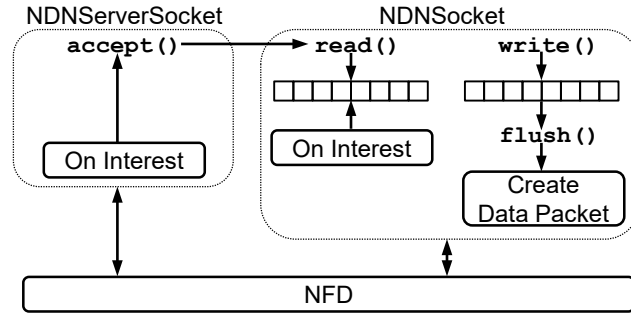 NDNServerSocket
NDNSocket
accept()
read()
write()
On Interest
On Interest
flush()
Create
Data Packet
NFD